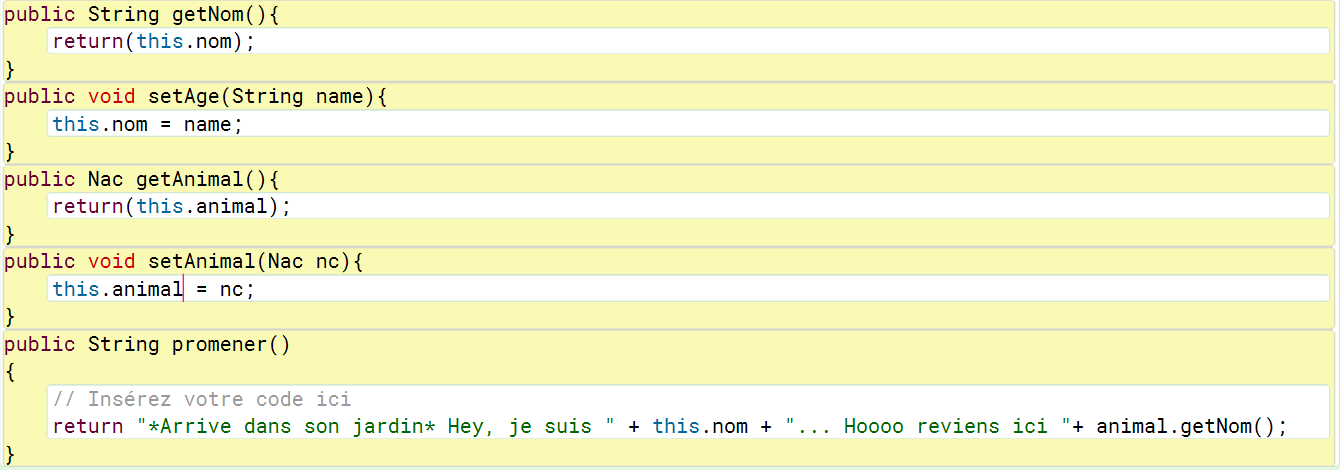 public String getNom(){
return(this.nom);
}
public void setAge(String name){
this.nom = name;
}
public Nac getAnimal(){
return(this.animal);
}
public void setAnimal(Nac nc){
this.animal = nc;
}
public String promener()
{
// Insérez votre code ici
return "*Arrive dans son jardin* Hey, je suis " + this.nom + "... Hoooo reviens ici "+ animal.getNom();
}